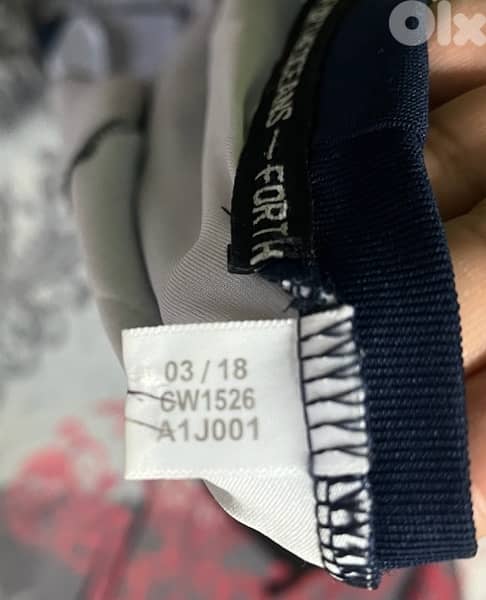 Olx
FORTH
03 / 18
CW1526
A1J001